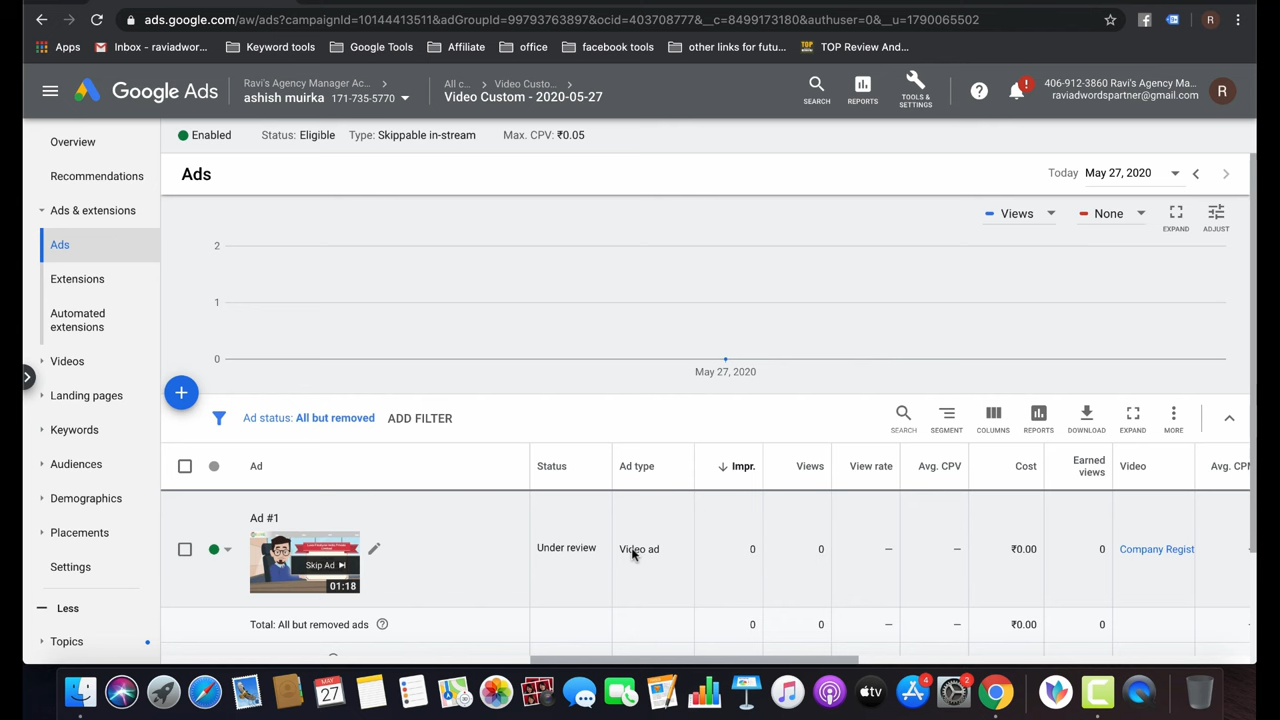 ads.google.com/aw/ads?campaignId=10144413511&adGroupId=99793763897&ocid=403708777&__c=8499173180&authuser=0&__u=1790065502
R
Apps
Inbox - raviadwor...
Keyword tools
Google Tools
Affiliate
office
facebook tools
other links for futu...
TOP Review And...
Google Ads
Ravi's Agency Manager Ac...
ashish muirka 171-735-5770
All c...
Video Custo...
Video Custom - 2020-05-27
SEARCH
REPORTS
TOOLS &
SETTINGS
406-912-3860 Ravi's Agency Ma...
raviadwordspartner@gmail.com
R
Overview
Recommendations
Ads & extensions
Ads
Extensions
Automated
extensions
Videos
Landing pages
Keywords
Audiences
Demographics
Placements
Settings
Less
Topics
Enabled Status: Eligible Type: Skippable in-stream Max. CPV: ₹0.05
Ads
Today May 27, 2020
Views
None
EXPAND
ADJUST
2
1
0
May 27, 2020
Ad status: All but removed ADD FILTER
SEARCH
SEGMENT
COLUMNS
REPORTS
DOWNLOAD
EXPAND
MORE
Ad Status Ad type Impr. Views View rate Avg. CPV Cost Earned views Video Avg. CPM
Ad #1
Skip Ad
01:18
Under review Video ad 0 0 — — ₹0.00 0 Company Regist
Total: All but removed ads 0 0 — — ₹0.00 0
MAY
27
4
2
tv